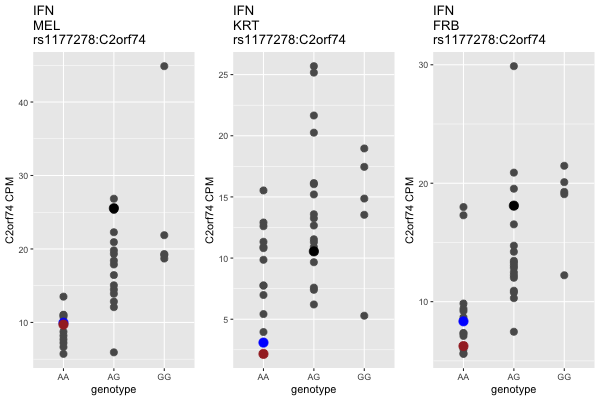 IFN
MEL
rs1177278:C2orf74
C2orf74 CPM
40
30
20
10
AA
AG
GG
genotype
IFN
KRT
rs1177278:C2orf74
C2orf74 CPM
25
20
15
10
5
AA
AG
GG
genotype
IFN
FRB
rs1177278:C2orf74
C2orf74 CPM
30
20
10
AA
AG
GG
genotype